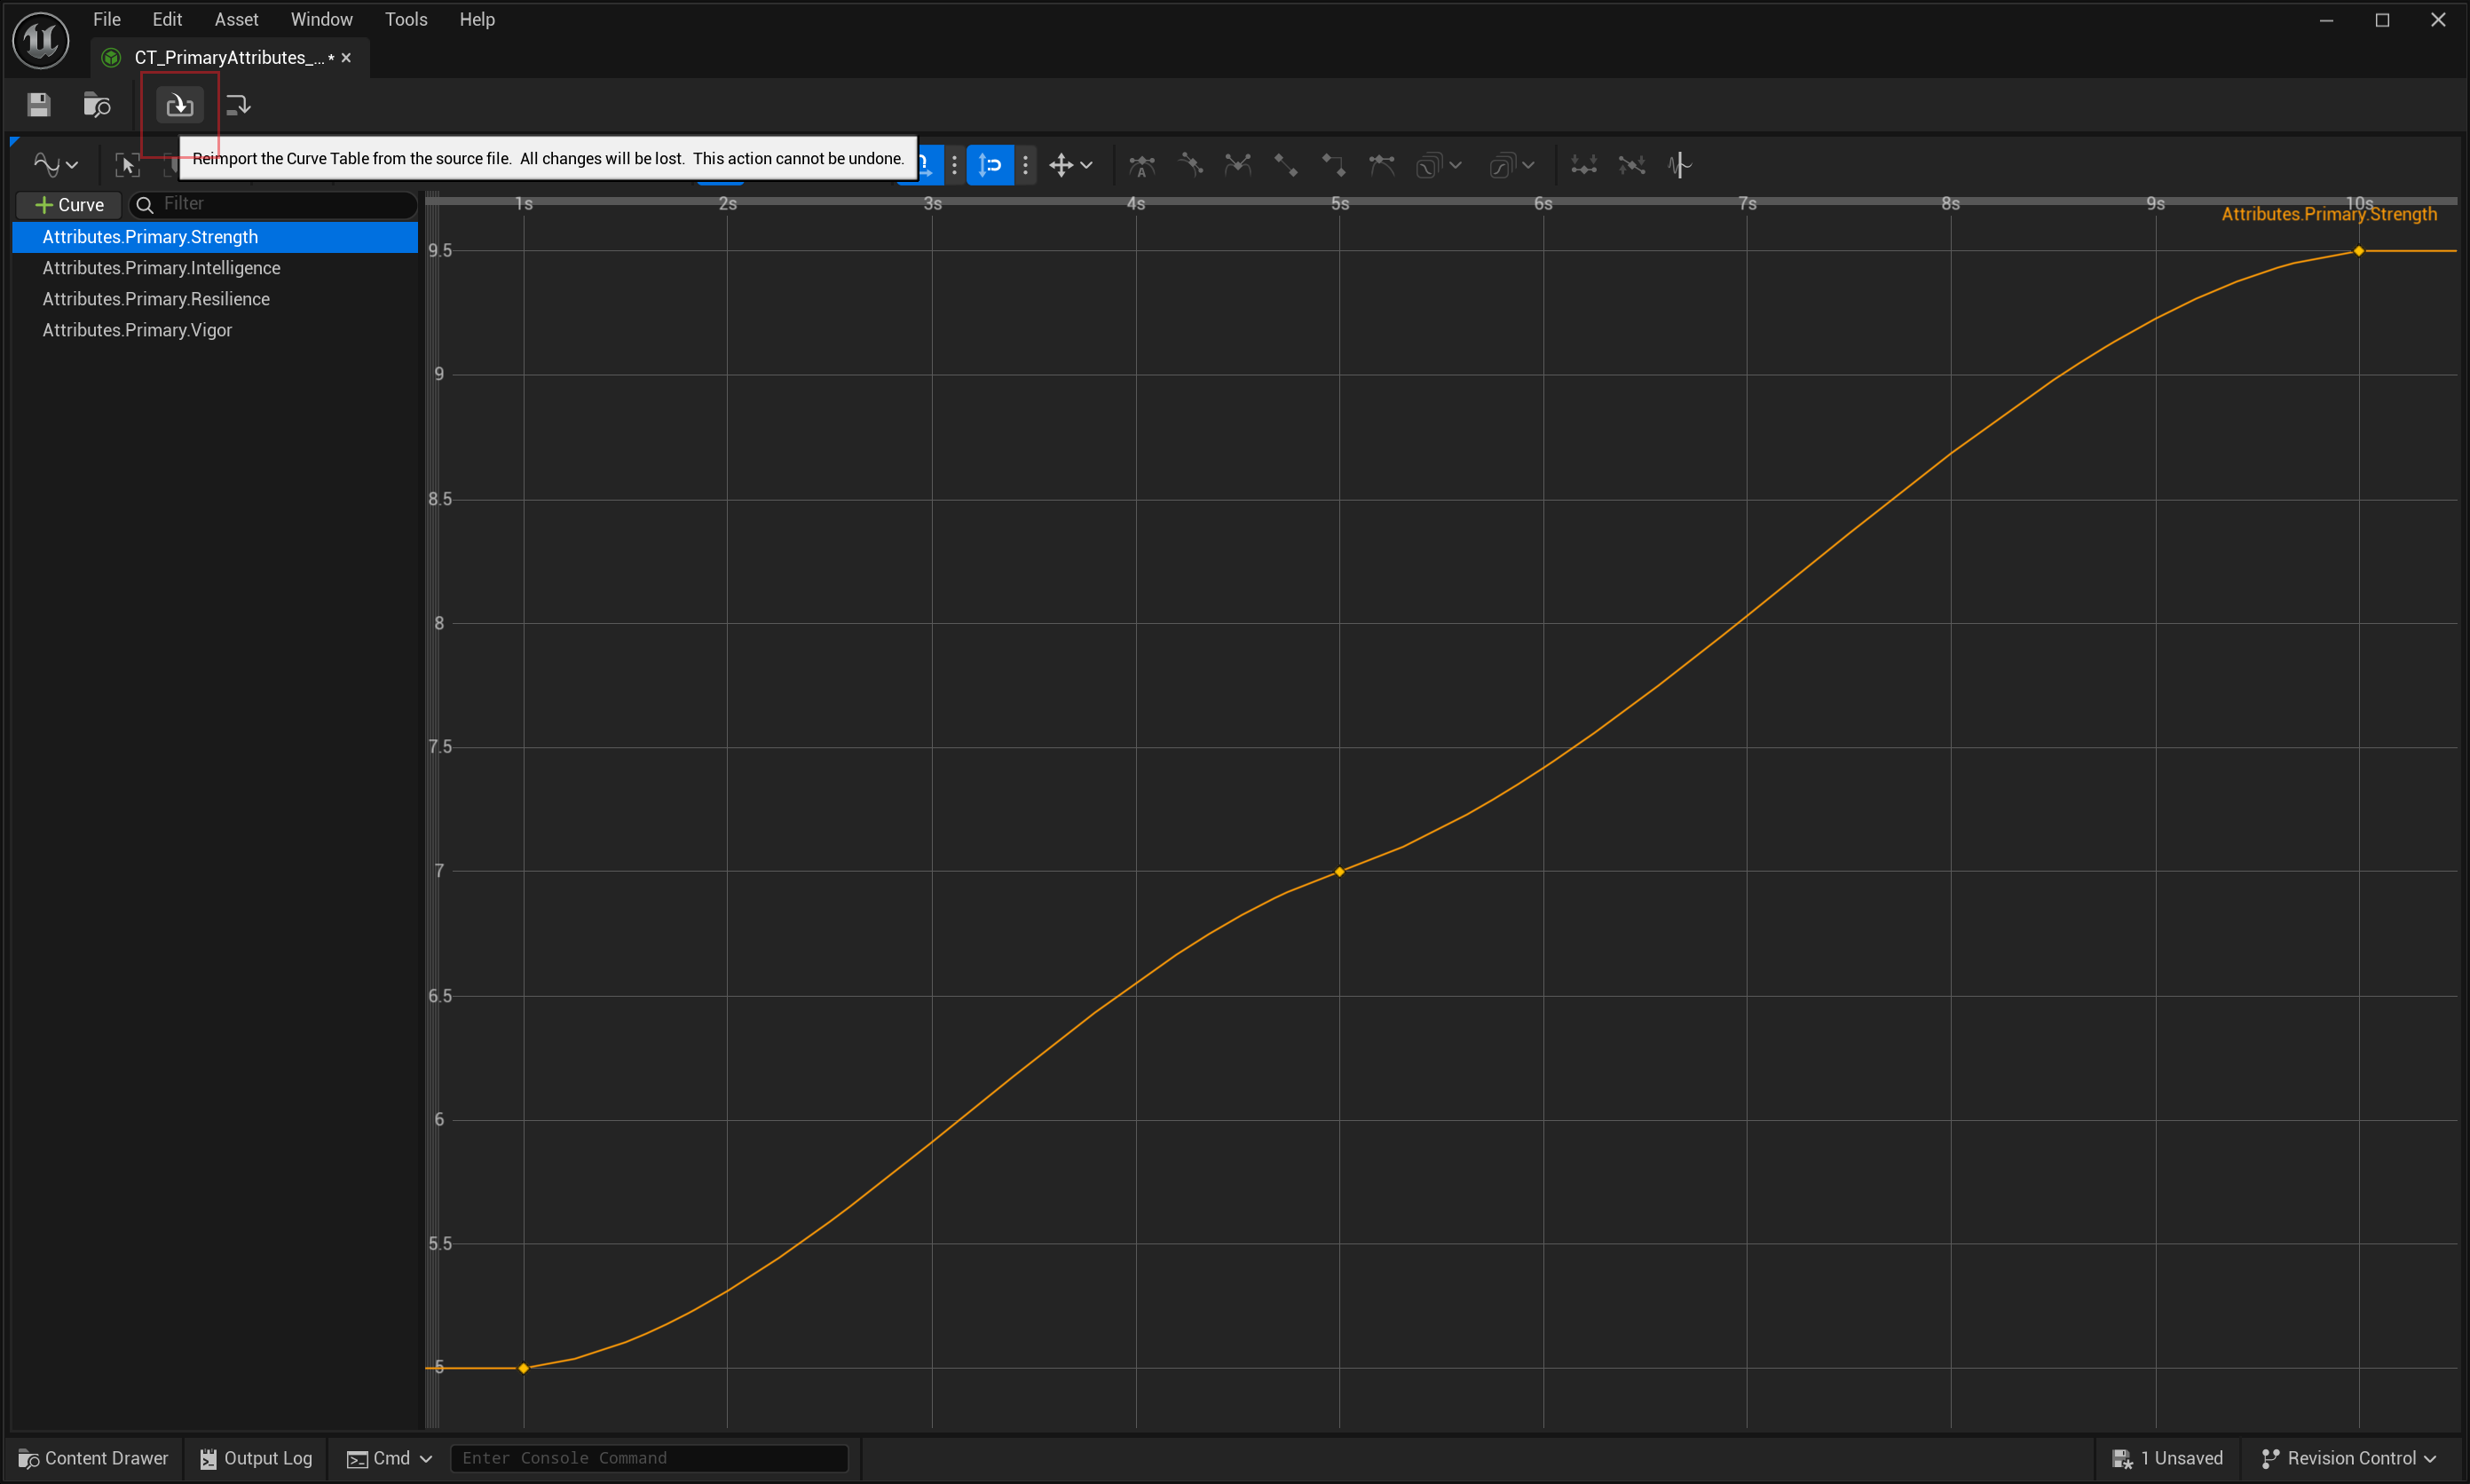 File Edit Asset Window Tools Help
CT_PrimaryAttributes_...*
Reimport the Curve Table from the source file. All changes will be lost. This action cannot be undone.
Curve
Filter
1s 2s 3s 4s 5s 6s 7s 8s 9s 10s
Attributes.Primary.Strength
Attributes.Primary.Strength
Attributes.Primary.Intelligence
Attributes.Primary.Resilience
Attributes.Primary.Vigor
9.5
9
8.5
8
7.5
7
6.5
6
5.5
5
Content Drawer Output Log Cmd Enter Console Command 1 Unsaved Revision Control